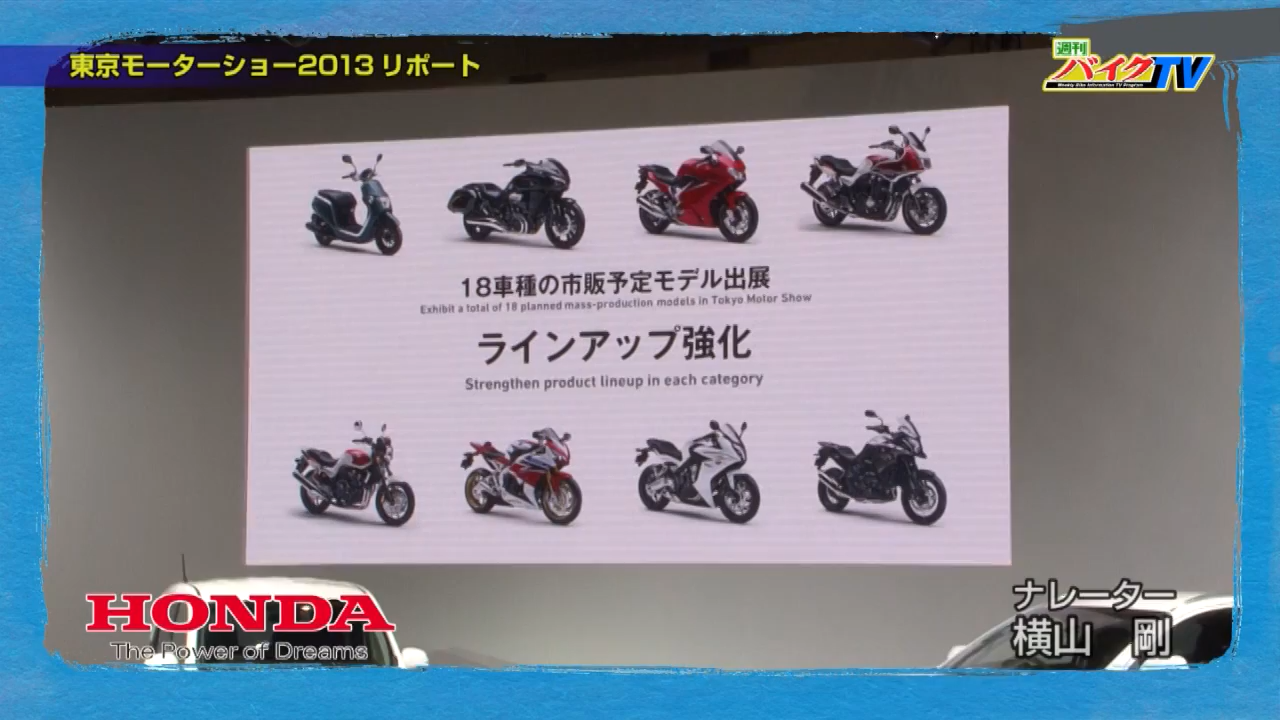 東京モーターショー2013 リポート
週刊
バイクTV
Weekly Bike Information TV Program
18車種の市販予定モデル出展
Exhibit a total of 18 planned mass-production models in Tokyo Motor Show
ラインアップ強化
Strengthen product lineup in each category
HONDA
The Power of Dreams
ナレーター
横山 剛